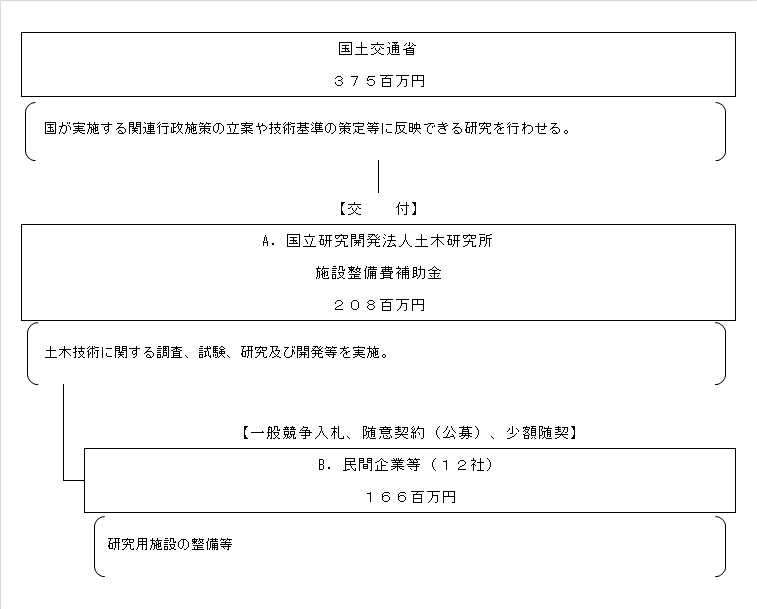 国土交通省
３７５百万円
国が実施する関連行政施策の立案や技術基準の策定等に反映できる研究を行わせる。
【交　　付】
A．国立研究開発法人土木研究所
施設整備費補助金
２０８百万円
土木技術に関する調査、試験、研究及び開発等を実施。
【一般競争入札、随意契約（公募）、少額随契】
B．民間企業等（１２社）
１６６百万円
研究用施設の整備等